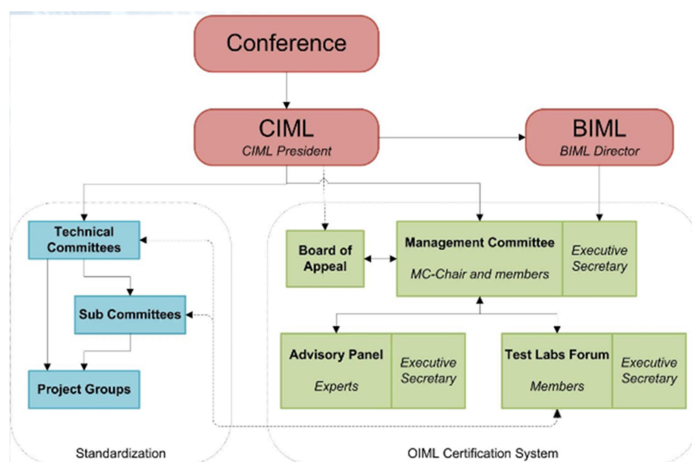 Conference
CIML
CIML President
BIML
BIML Director
Technical
Committees
Sub Committees
Project Groups
Standardization
Board of
Appeal
Management Committee
MC-Chair and members
Executive
Secretary
Advisory Panel
Experts
Executive
Secretary
Test Labs Forum
Members
Executive
Secretary
OIML Certification System